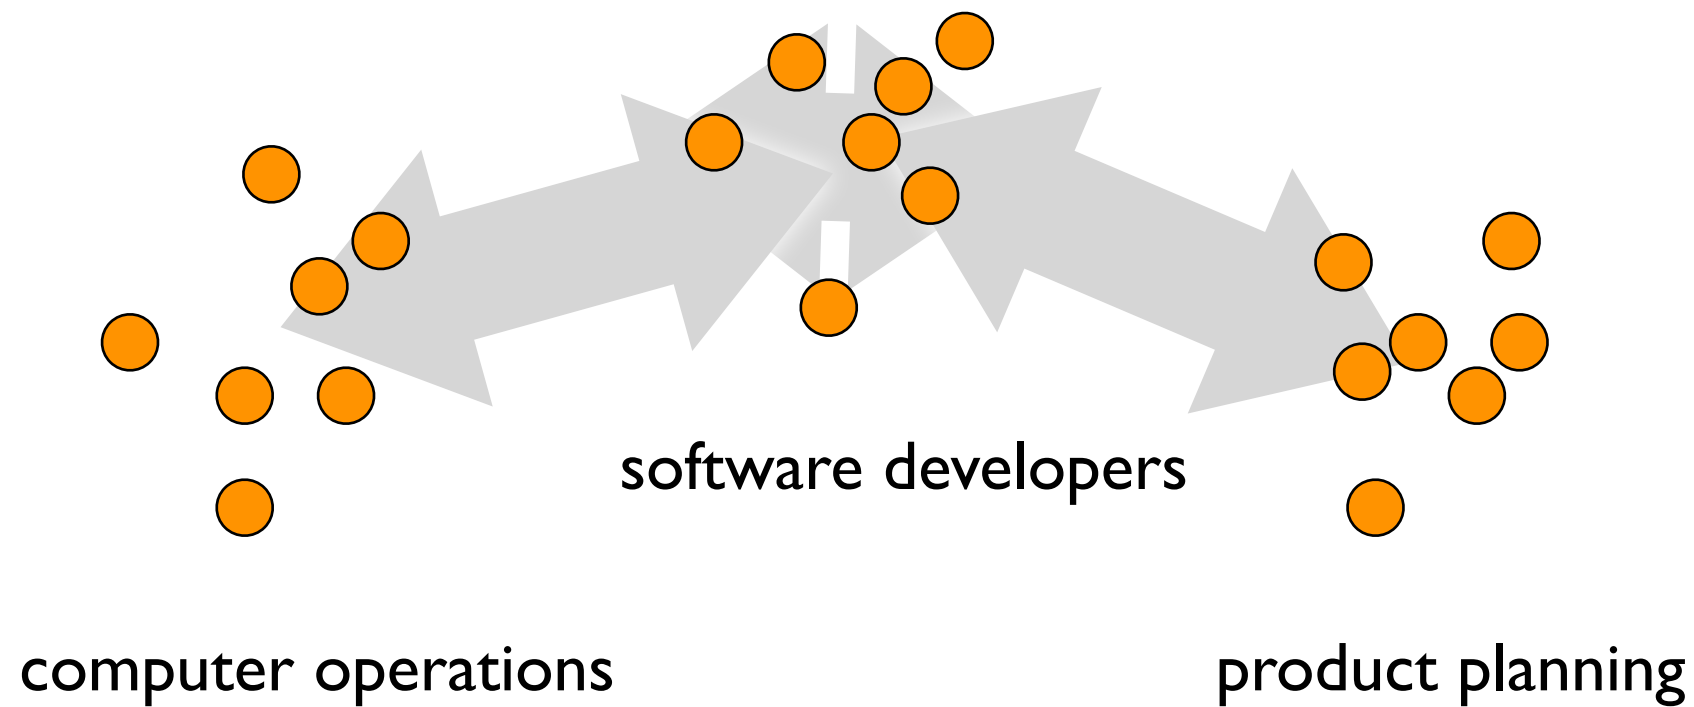 software developers
computer operations
product planning